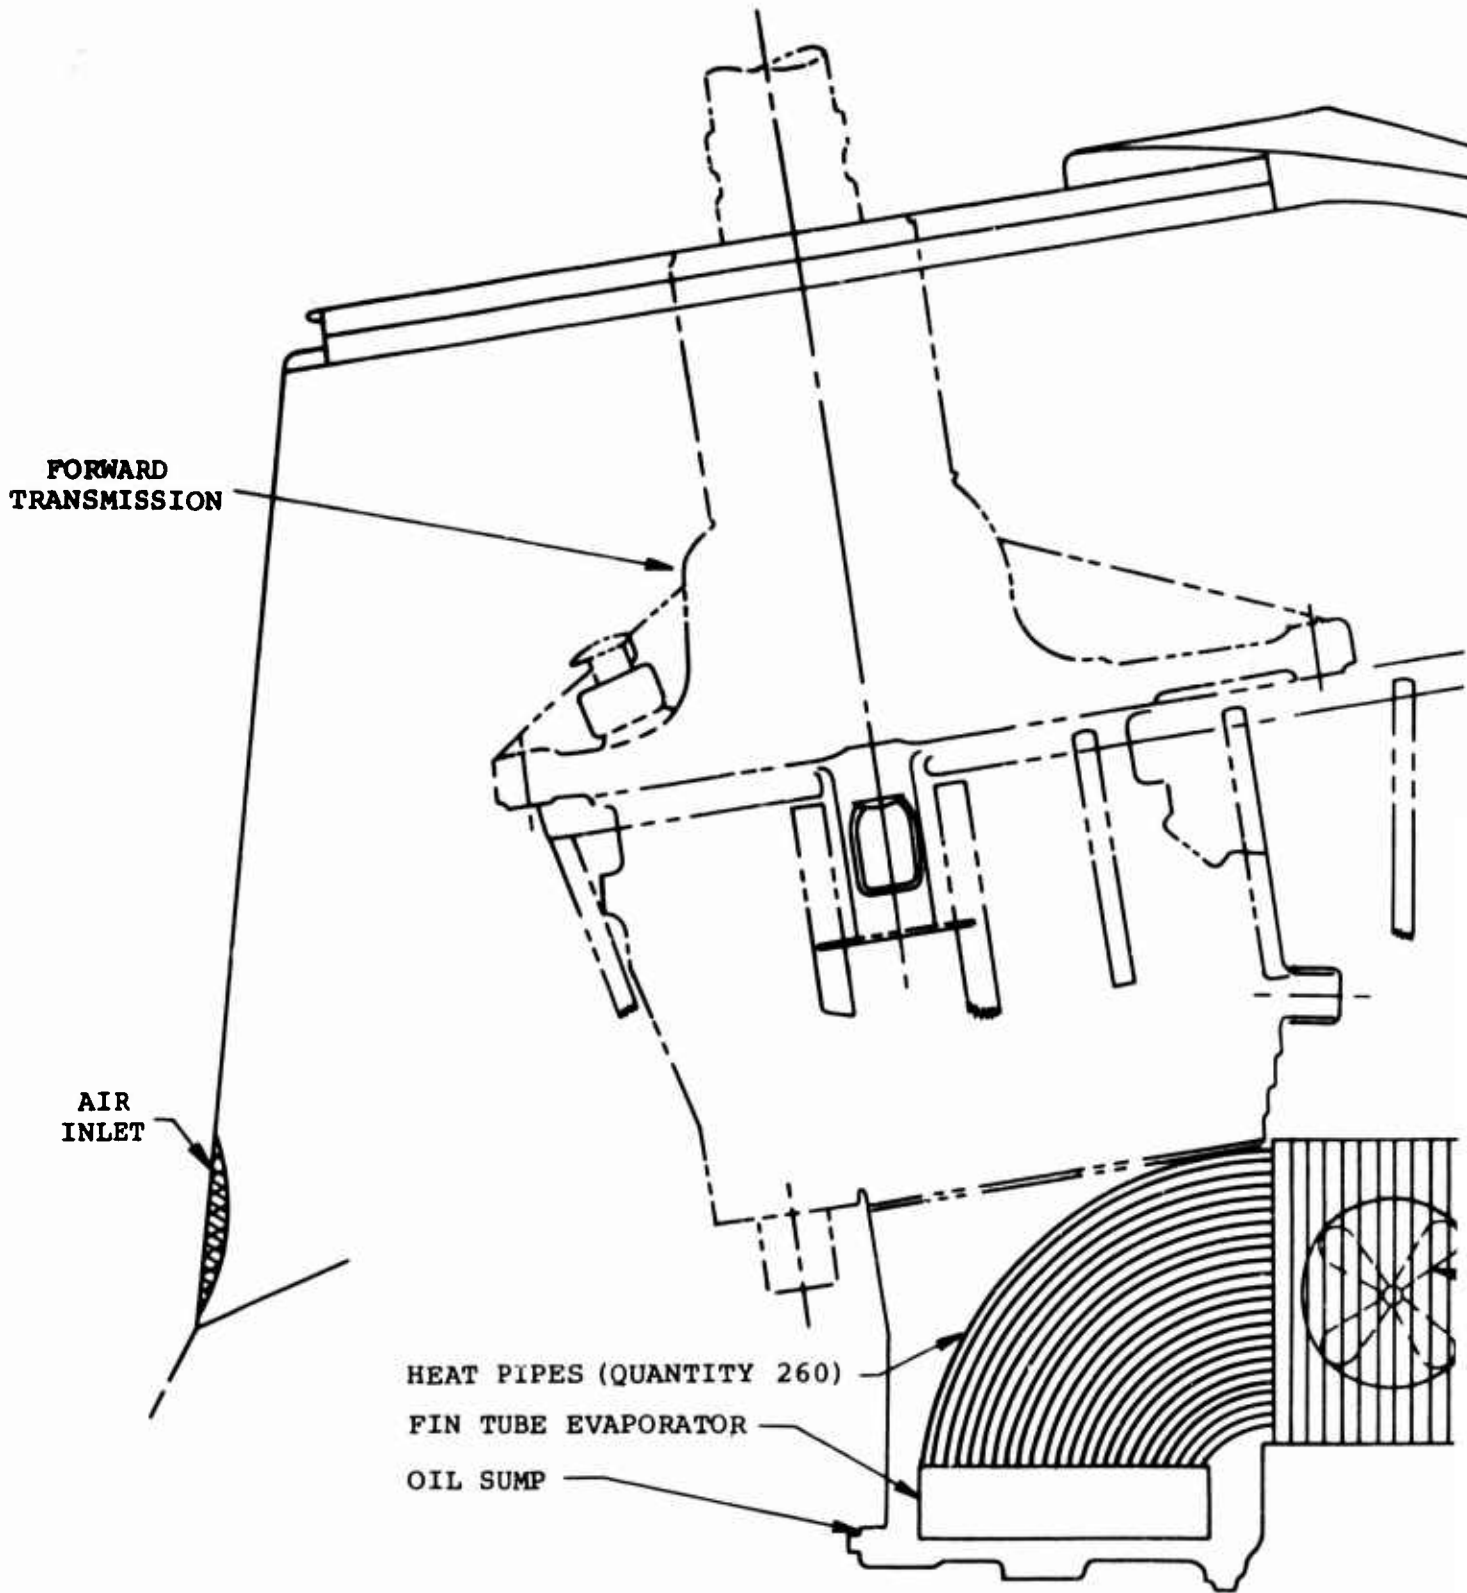 FORWARD
TRANSMISSION
AIR
INLET
HEAT PIPES (QUANTITY 260)
FIN TUBE EVAPORATOR
OIL SUMP